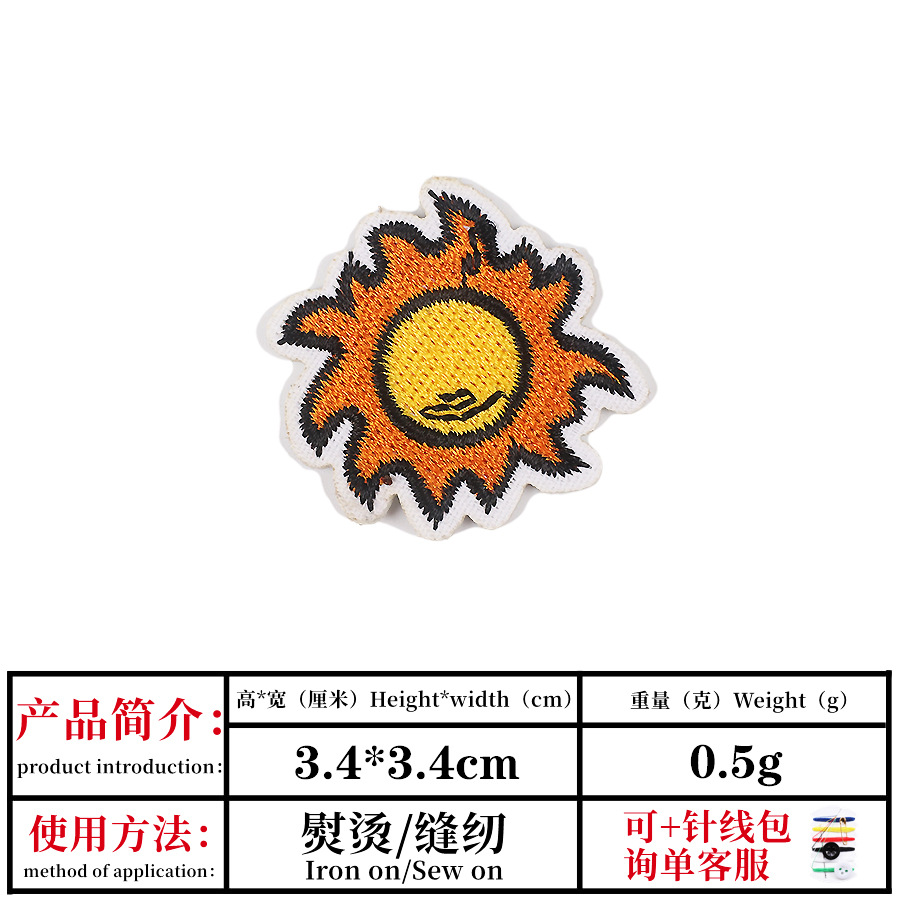 产品简介：
product introduction：
高*宽（厘米）Height*width（cm）
重量（克）Weight（g）
3.4*3.4cm
0.5g
使用方法：
method of application：
熨烫/缝纫
Iron on/Sew on
可+针线包
询单客服